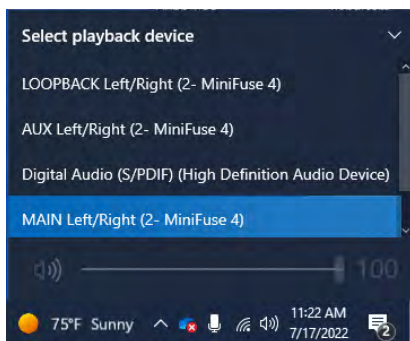 Select playback device
LOOPBACK Left/Right (2- MiniFuse 4)
AUX Left/Right (2- MiniFuse 4)
Digital Audio (S/PDIF) (High Definition Audio Device)
MAIN Left/Right (2- MiniFuse 4)
100
75°F Sunny
11:22 AM
7/17/2022
2